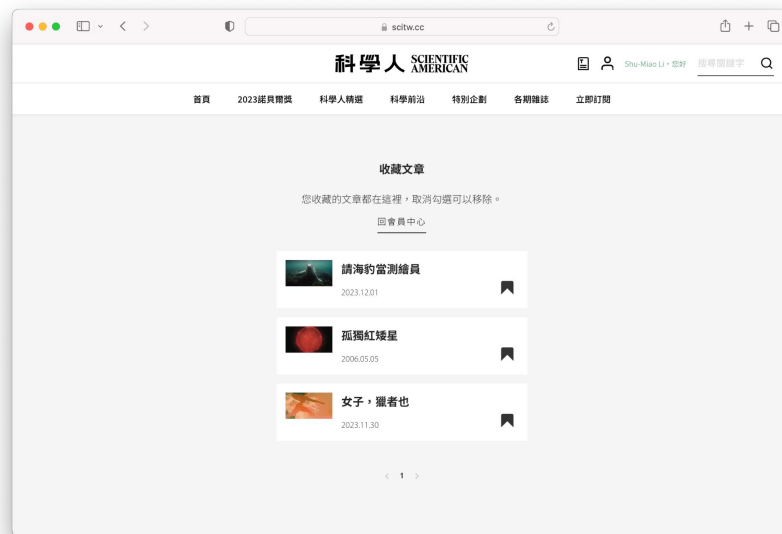 scitw.cc
科學人 SCIENTIFIC AMERICAN
Shu-Miao Li,您好
搜尋關鍵字
首頁 2023諾貝爾獎 科學人精選 科學前沿 特別企劃 各期雜誌 立即訂閱
收藏文章
您收藏的文章都在這裡,取消勾選可以移除。
回會員中心
請海豹當測繪員
2023.12.01
孤獨紅矮星
2006.05.05
女子,獵者也
2023.11.30
< 1 >